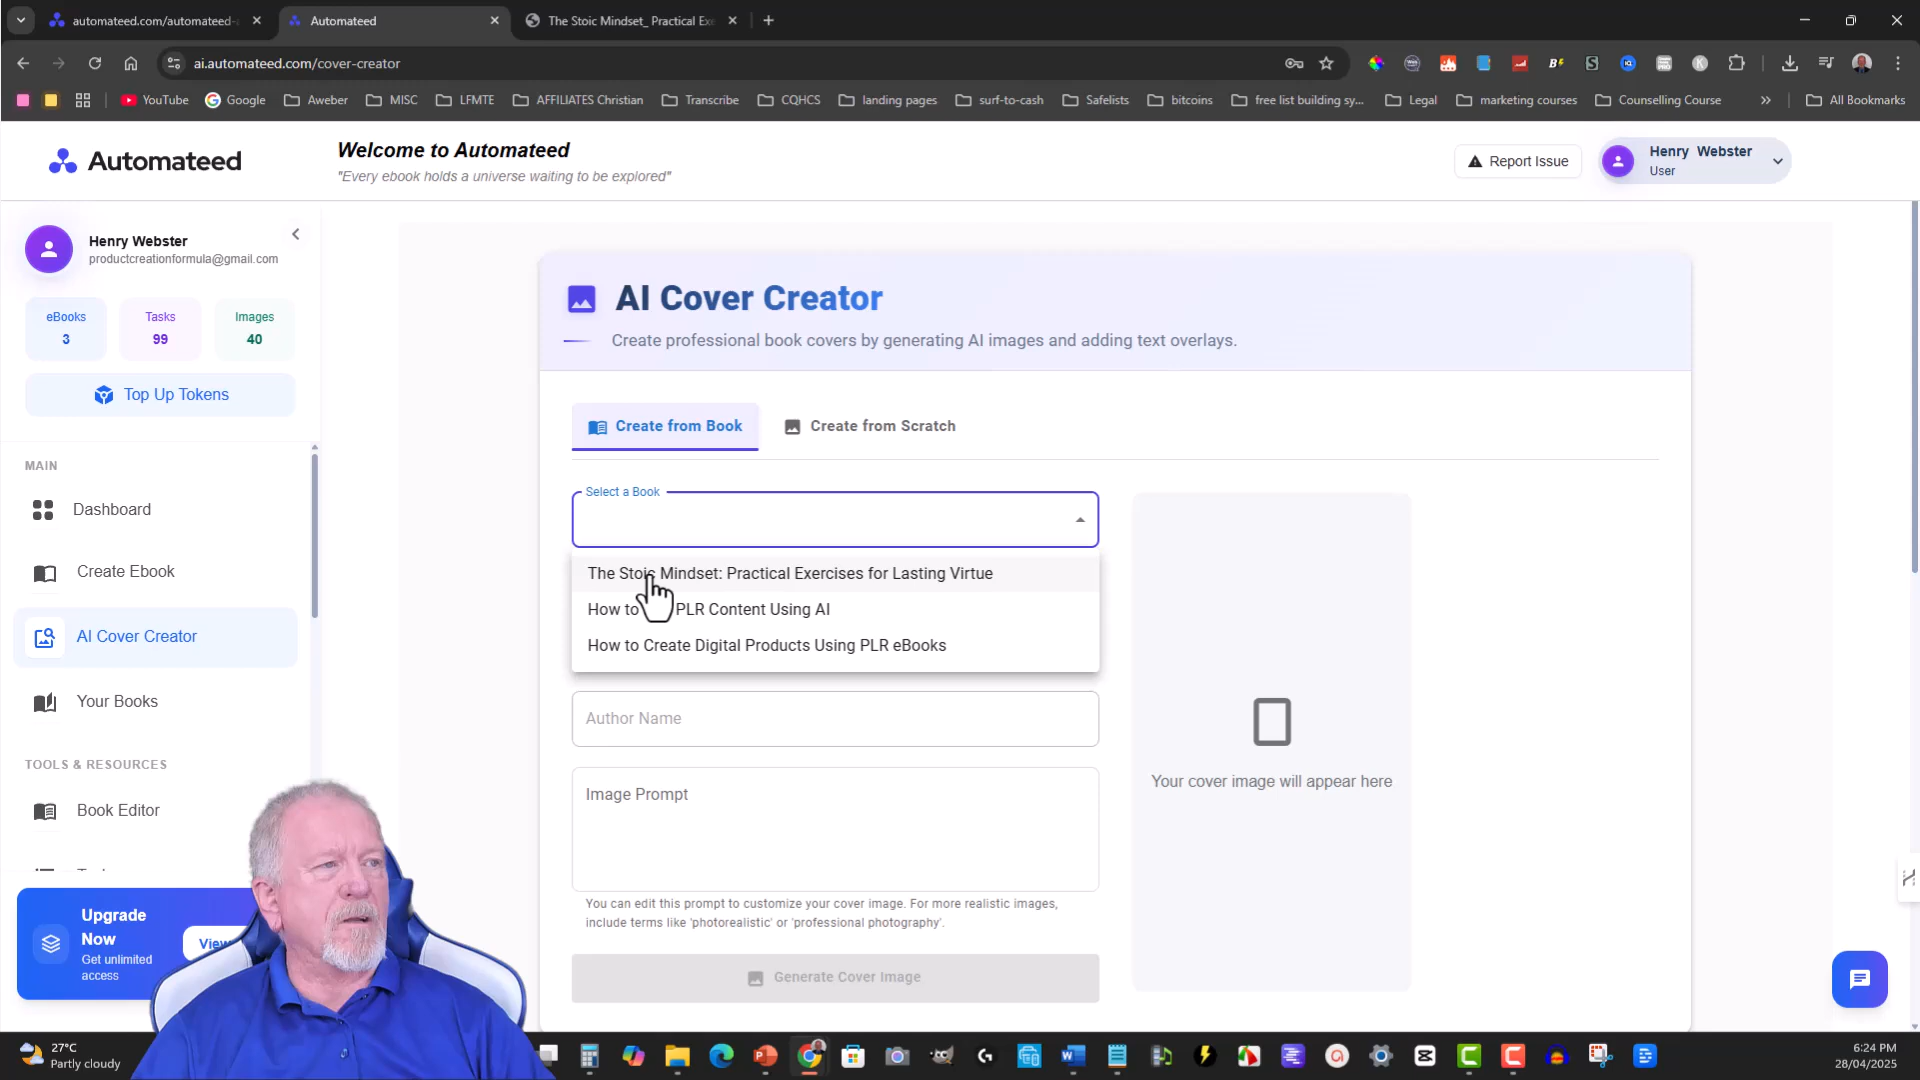 automateed.com/automateed-
Automateed
The Stoic Mindset_ Practical Exe
ai.automateed.com/cover-creator
YouTube
Google
Aweber
MISC
LFMTE
AFFILIATES Christian
Transcribe
CQHCS
landing pages
surf-to-cash
Safelists
bitcoins
free list building sy...
Legal
marketing courses
Counselling Course
All Bookmarks
Automateed
Welcome to Automateed
"Every ebook holds a universe waiting to be explored"
Report Issue
Henry Webster
User
Henry Webster
productcreationformula@gmail.com
eBooks
3
Tasks
99
Images
40
Top Up Tokens
MAIN
Dashboard
Create Ebook
AI Cover Creator
Your Books
TOOLS & RESOURCES
Book Editor
Upgrade
Now
Get unlimited
access
View
AI Cover Creator
Create professional book covers by generating AI images and adding text overlays.
Create from Book
Create from Scratch
Select a Book
The Stoic Mindset: Practical Exercises for Lasting Virtue
How to PLR Content Using AI
How to Create Digital Products Using PLR eBooks
Author Name
Image Prompt
You can edit this prompt to customize your cover image. For more realistic images,
include terms like 'photorealistic' or 'professional photography'.
Generate Cover Image
Your cover image will appear here
27°C
Partly cloudy
6:24 PM
28/04/2025